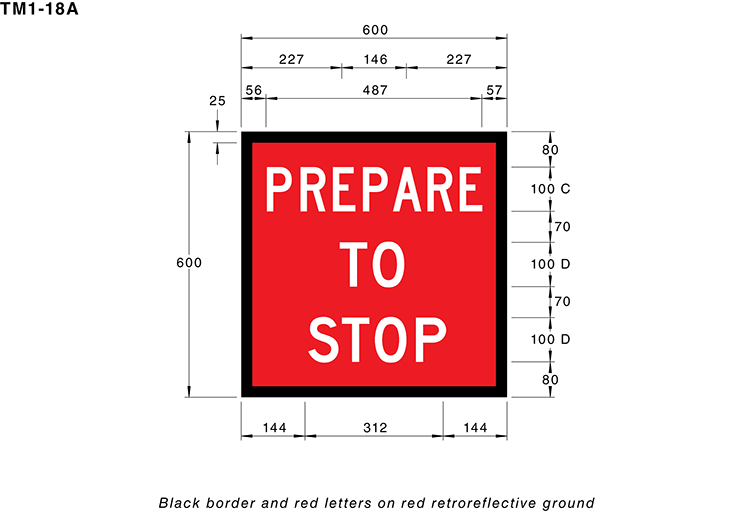 TM1-18A
600
227 146 227
56 487 57
25
80
PREPARE
100 C
70
TO
600
100 D
70
STOP
100 D
80
144 312 144
Black border and red letters on red retroreflective ground